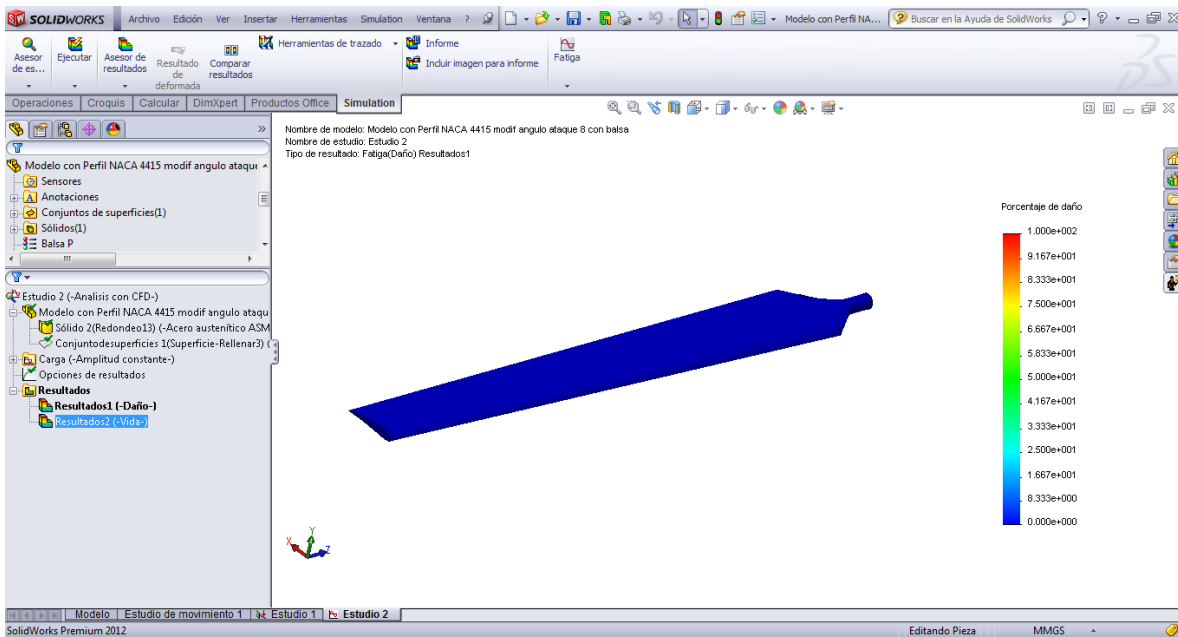 SOLIDWORKS
Archivo Edición Ver Insertar Herramientas Simulation Ventana ?
Modelo con Perfil NA...
Buscar en la Ayuda de SolidWorks
Asesor de es...
Ejecutar
Asesor de resultados
Resultado de deformada
Comparar resultados
Herramientas de trazado
Informe
Incluir imagen para informe
Fatiga
Operaciones Croquis Calcular DimXpert Productos Office Simulation
Modelo con Perfil NACA 4415 modif angulo ataque
Sensores
Anotaciones
Conjuntos de superficies(1)
Sólidos(1)
Balsa P
Estudio 2 (-Analisis con CFD-)
Modelo con Perfil NACA 4415 modif angulo ataqu
Sólido 2(Redondeo13) (-Acero austenítico ASM
Conjuntodesuperficies 1(Superficie-Rellenar3) (
Carga (-Amplitud constante-)
Opciones de resultados
Resultados
Resultados1 (-Daño-)
Resultados2 (-Vida-)
Nombre de modelo: Modelo con Perfil NACA 4415 modif angulo ataque 8 con balsa
Nombre de estudio: Estudio 2
Tipo de resultado: Fatiga(Daño) Resultados1
Porcentaje de daño
1.000e+002
9.167e+001
8.333e+001
7.500e+001
6.667e+001
5.833e+001
5.000e+001
4.167e+001
3.333e+001
2.500e+001
1.667e+001
8.333e+000
0.000e+000
Y
X
Z
Modelo Estudio de movimiento 1 Estudio 1 Estudio 2
SolidWorks Premium 2012
Editando Pieza
MMGS